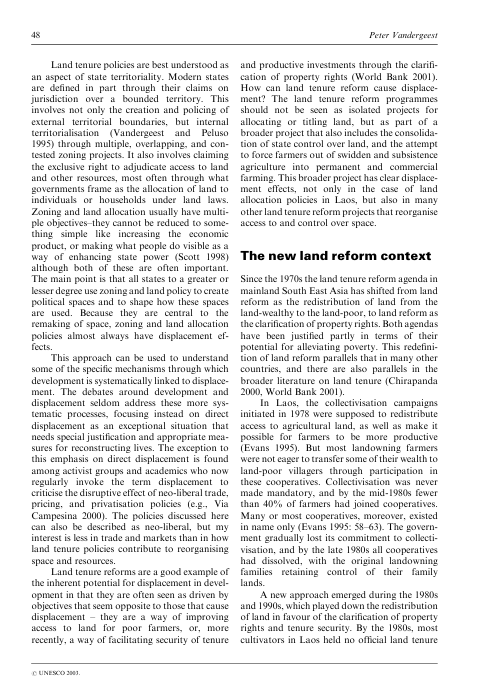 48
Peter Vandergeest
Land tenure policies are best understood as
an aspect of state territoriality. Modern states
are defined in part through their claims on
jurisdiction over a bounded territory. This
involves not only the creation and policing of
external territorial boundaries, but internal
territorialisation (Vandergeest and Peluso
1995) through multiple, overlapping, and con-
tested zoning projects. It also involves claiming
the exclusive right to adjudicate access to land
and other resources, most often through what
governments frame as the allocation of land to
individuals or households under land laws.
Zoning and land allocation usually have multi-
ple objectives–they cannot be reduced to some-
thing simple like increasing the economic
product, or making what people do visible as a
way of enhancing state power (Scott 1998)
although both of these are often important.
The main point is that all states to a greater or
lesser degree use zoning and land policy to create
political spaces and to shape how these spaces
are used. Because they are central to the
remaking of space, zoning and land allocation
policies almost always have displacement ef-
fects.
This approach can be used to understand
some of the specific mechanisms through which
development is systematically linked to displace-
ment. The debates around development and
displacement seldom address these more sys-
tematic processes, focusing instead on direct
displacement as an exceptional situation that
needs special justification and appropriate mea-
sures for reconstructing lives. The exception to
this emphasis on direct displacement is found
among activist groups and academics who now
regularly invoke the term displacement to
criticise the disruptive effect of neo-liberal trade,
pricing, and privatisation policies (e.g., Via
Campesina 2000). The policies discussed here
can also be described as neo-liberal, but my
interest is less in trade and markets than in how
land tenure policies contribute to reorganising
space and resources.
Land tenure reforms are a good example of
the inherent potential for displacement in devel-
opment in that they are often seen as driven by
objectives that seem opposite to those that cause
displacement – they are a way of improving
access to land for poor farmers, or, more
recently, a way of facilitating security of tenure
and productive investments through the clarifi-
cation of property rights (World Bank 2001).
How can land tenure reform cause displace-
ment? The land tenure reform programmes
should not be seen as isolated projects for
allocating or titling land, but as part of a
broader project that also includes the consolida-
tion of state control over land, and the attempt
to force farmers out of swidden and subsistence
agriculture into permanent and commercial
farming. This broader project has clear displace-
ment effects, not only in the case of land
allocation policies in Laos, but also in many
other land tenure reform projects that reorganise
access to and control over space.
The new land reform context
Since the 1970s the land tenure reform agenda in
mainland South East Asia has shifted from land
reform as the redistribution of land from the
land-wealthy to the land-poor, to land reform as
the clarification of property rights. Both agendas
have been justified partly in terms of their
potential for alleviating poverty. This redefini-
tion of land reform parallels that in many other
countries, and there are also parallels in the
broader literature on land tenure (Chirapanda
2000, World Bank 2001).
In Laos, the collectivisation campaigns
initiated in 1978 were supposed to redistribute
access to agricultural land, as well as make it
possible for farmers to be more productive
(Evans 1995). But most landowning farmers
were not eager to transfer some of their wealth to
land-poor villagers through participation in
these cooperatives. Collectivisation was never
made mandatory, and by the mid-1980s fewer
than 40% of farmers had joined cooperatives.
Many or most cooperatives, moreover, existed
in name only (Evans 1995: 58–63). The govern-
ment gradually lost its commitment to collecti-
visation, and by the late 1980s all cooperatives
had dissolved, with the original landowning
families retaining control of their family
lands.
A new approach emerged during the 1980s
and 1990s, which played down the redistribution
of land in favour of the clarification of property
rights and tenure security. By the 1980s, most
cultivators in Laos held no official land tenure
© UNESCO 2003.